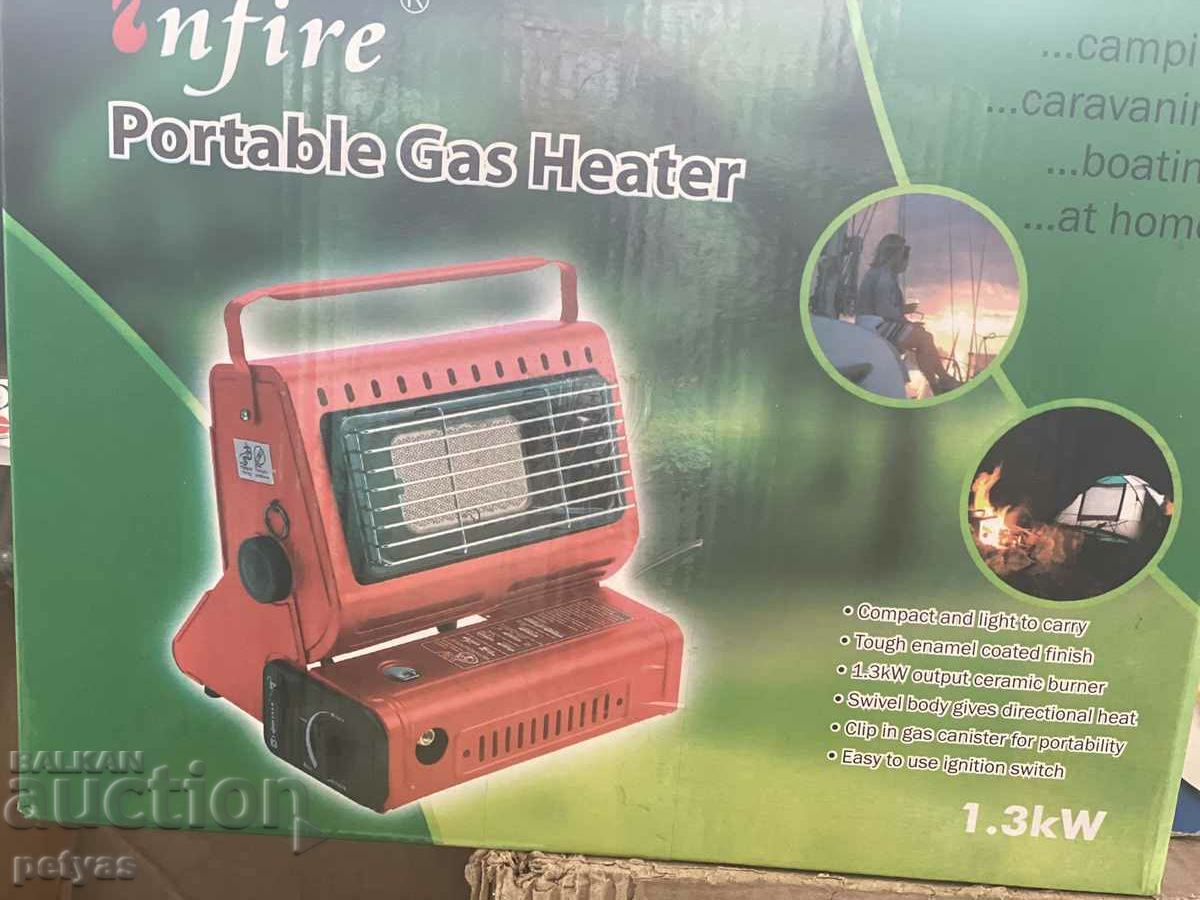 infire ®
Portable Gas Heater
...campi
...caravanin
...boatin
...at home
• Compact and light to carry
• Tough enamel coated finish
• 1.3kW output ceramic burner
• Swivel body gives directional heat
• Clip in gas canister for portability
• Easy to use ignition switch
1.3kW
BALKAN
auction
petyas